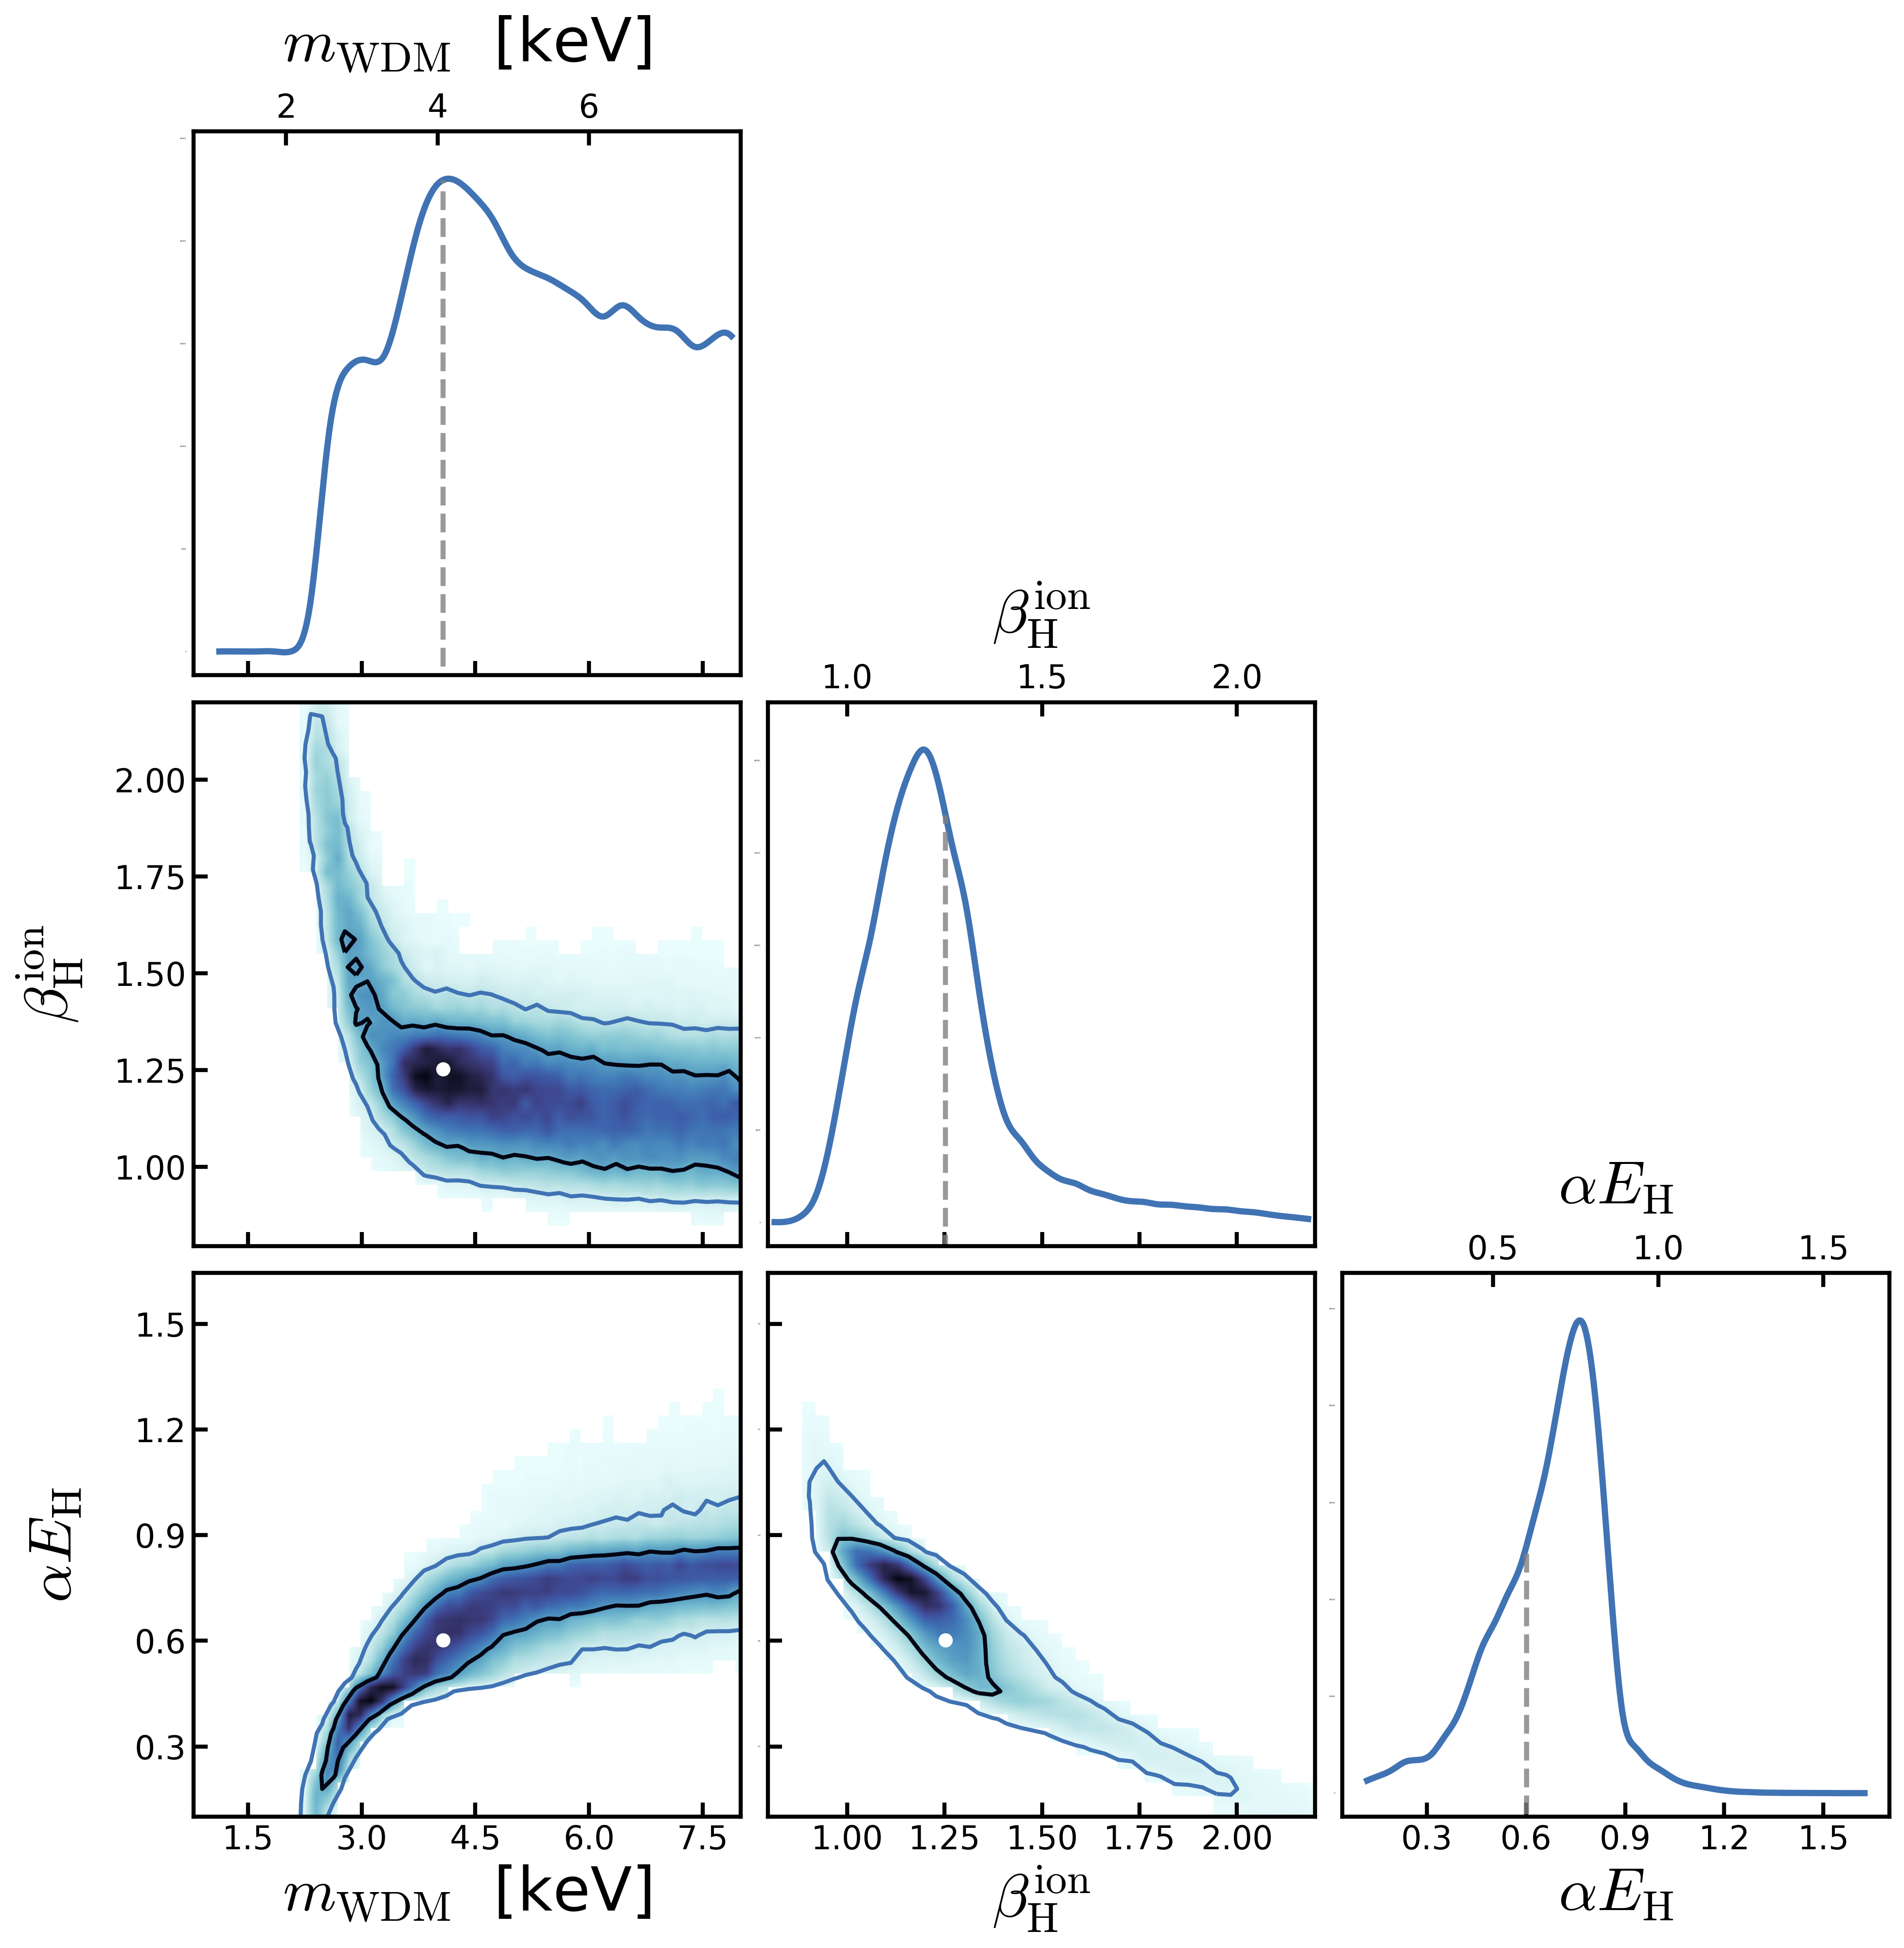 m_WDM [keV]
2 4 6
β_H^ion
1.0 1.5 2.0
2.00
1.75
β_H^ion
1.50
1.25
1.00
αE_H
0.5 1.0 1.5
1.5
1.2
αE_H
0.9
0.6
0.3
1.5 3.0 4.5 6.0 7.5
1.00 1.25 1.50 1.75 2.00
0.3 0.6 0.9 1.2 1.5
m_WDM [keV]
β_H^ion
αE_H